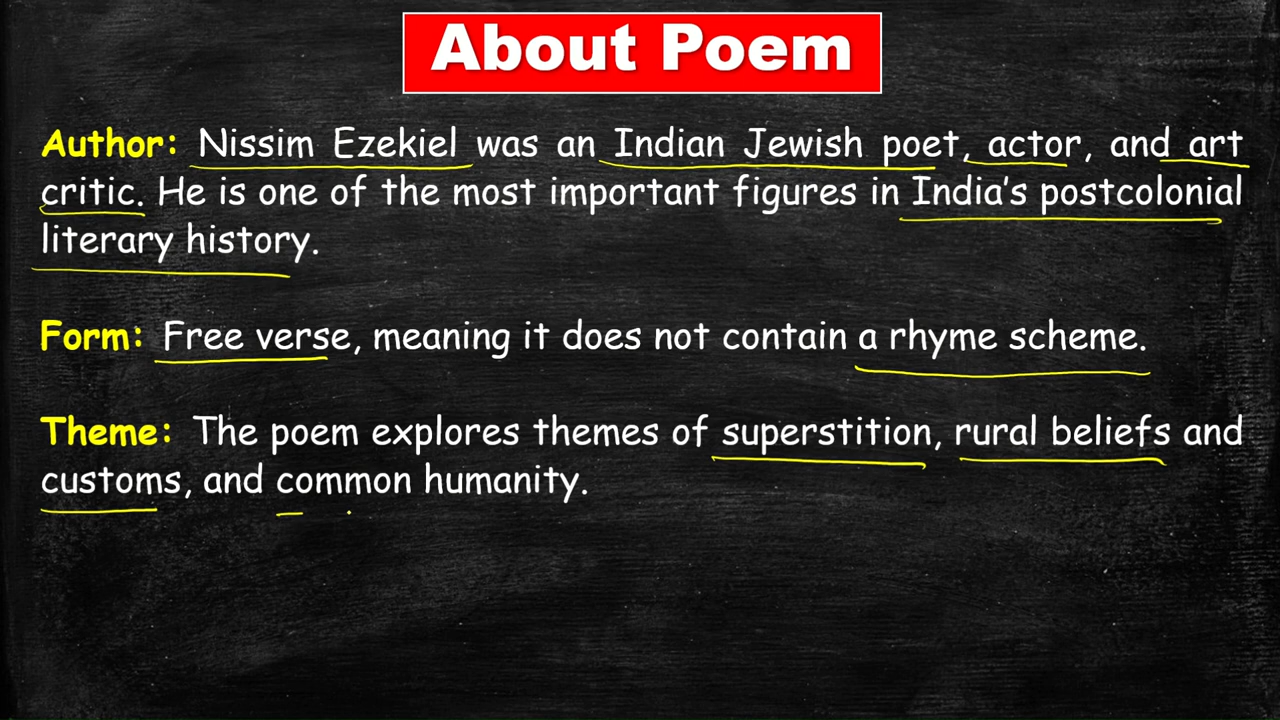 About Poem
Author: Nissim Ezekiel was an Indian Jewish poet, actor, and art
critic. He is one of the most important figures in India's postcolonial
literary history.
Form: Free verse, meaning it does not contain a rhyme scheme.
Theme: The poem explores themes of superstition, rural beliefs and
customs, and common humanity.